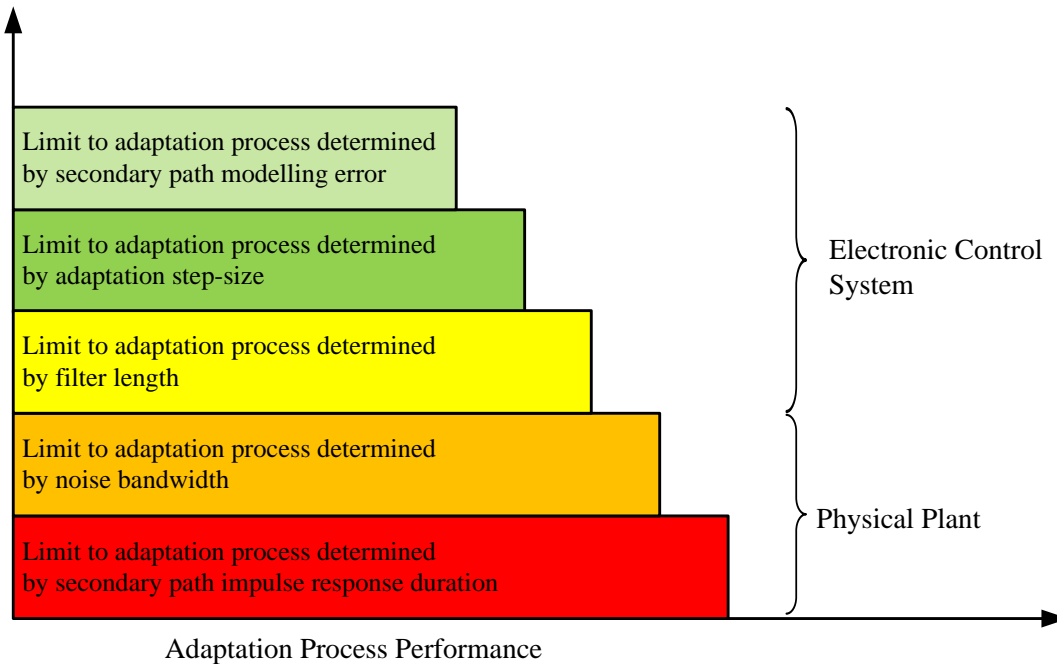 Limit to adaptation process determined
by secondary path modelling error
Limit to adaptation process determined
by adaptation step-size
Limit to adaptation process determined
by filter length
Limit to adaptation process determined
by noise bandwidth
Limit to adaptation process determined
by secondary path impulse response duration
Electronic Control
System
Physical Plant
Adaptation Process Performance